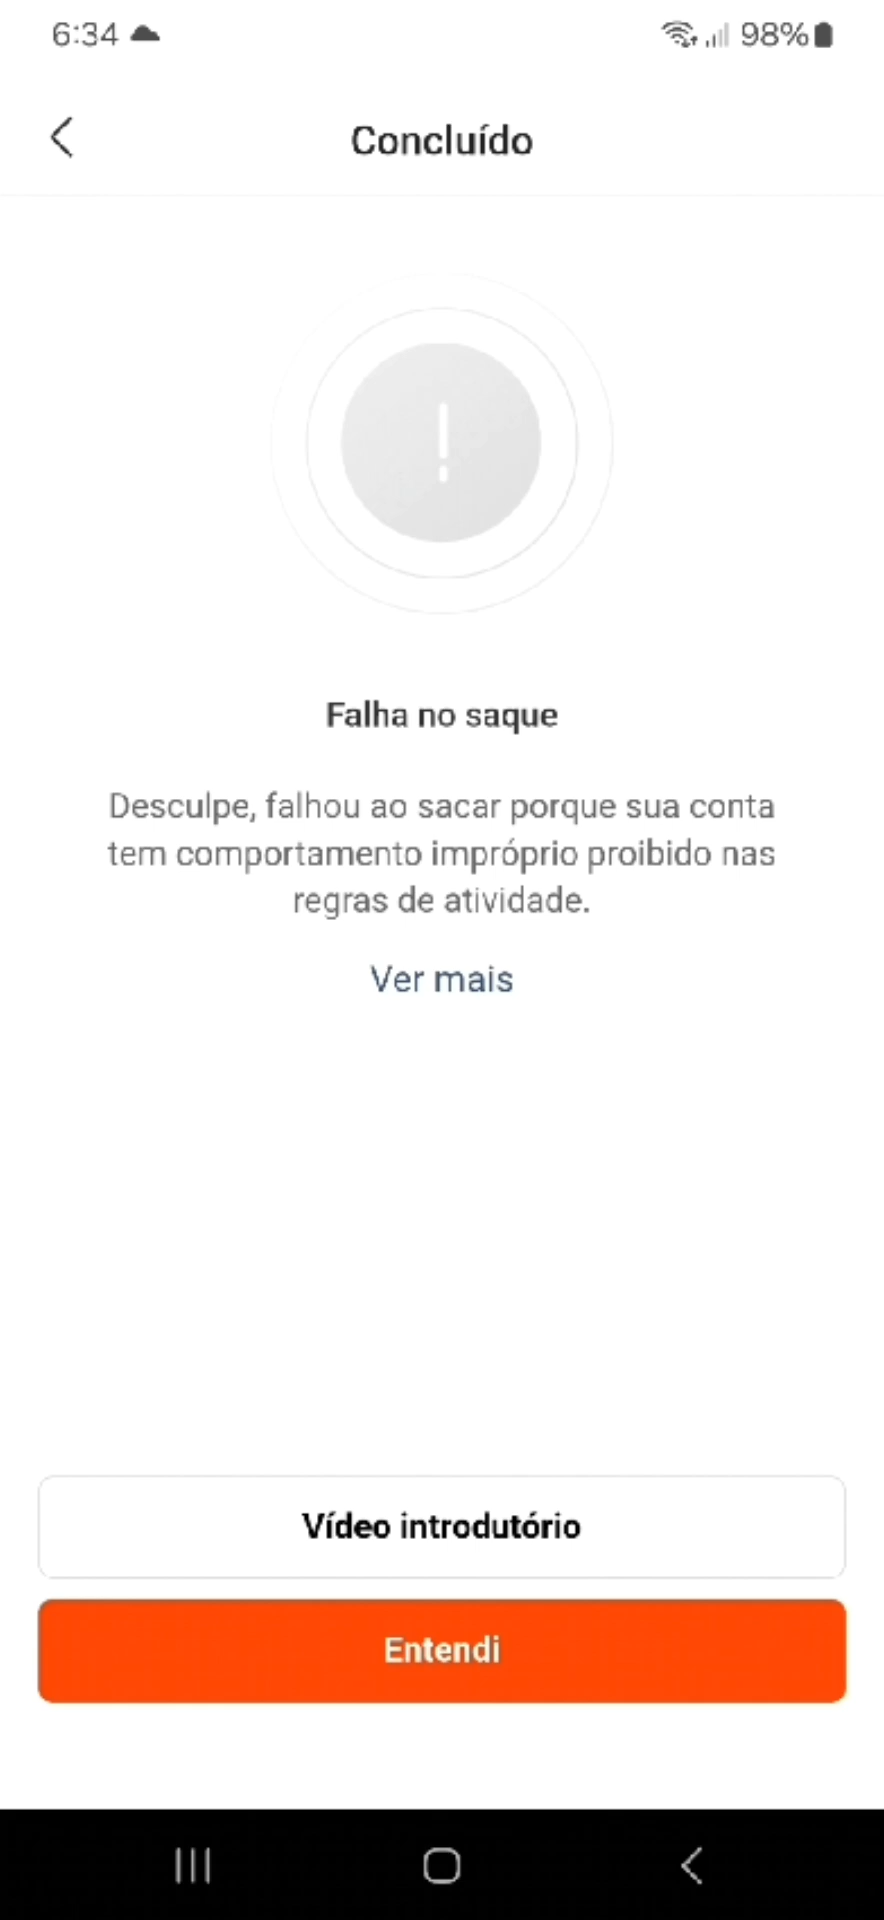 6:34 98%
Concluído
Falha no saque
Desculpe, falhou ao sacar porque sua conta
tem comportamento impróprio proibido nas
regras de atividade.
Ver mais
Vídeo introdutório
Entendi